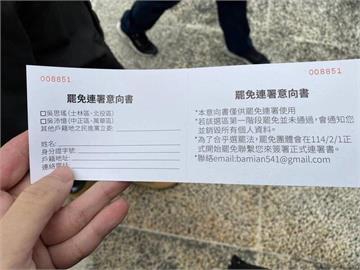 008851
罷免連署意向書
□吳思瑤(士林區、北投區)
□吳沛憶(中正區、萬華區)
其他戶籍地之民進黨立委:
姓名:
身分證字號:
戶籍地址:
連絡電話:
008851
罷免連署意向書
*本意向書僅供罷免連署使用
*若該選區第一階段罷免並未通過,會通知您
並銷毀所有個人資料。
*為了合乎選罷法,罷免團體會在114/2/1正
式開始罷免聯繫您來簽署正式連署書。
*聯絡email:bamian541@gmail.com